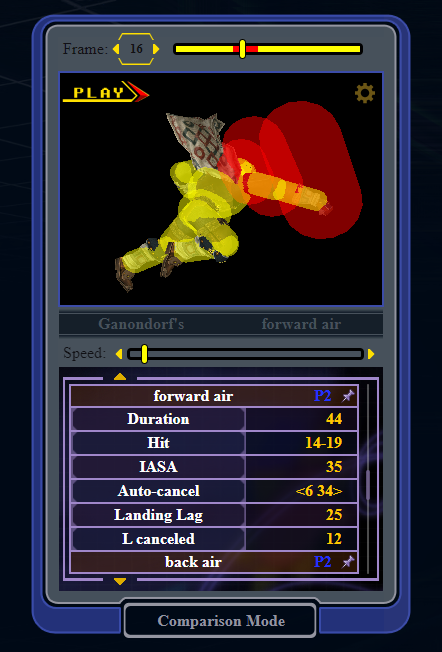 Frame: 16
PLAY
Ganondorf's forward air
Speed:
forward air P2
Duration 44
Hit 14-19
IASA 35
Auto-cancel <6 34>
Landing Lag 25
L canceled 12
back air P2
Comparison Mode